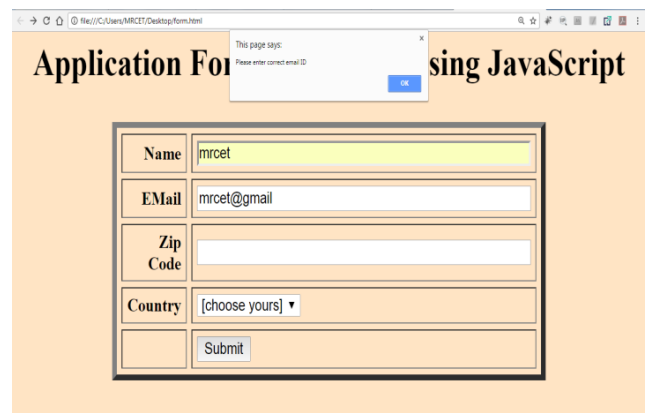 file:///C:/Users/MRCET/Desktop/form.html
This page says:
Please enter correct email ID
OK
Application For sing JavaScript
Name mrcet
EMail mrcet@gmail
Zip
Code
Country [choose yours]
Submit